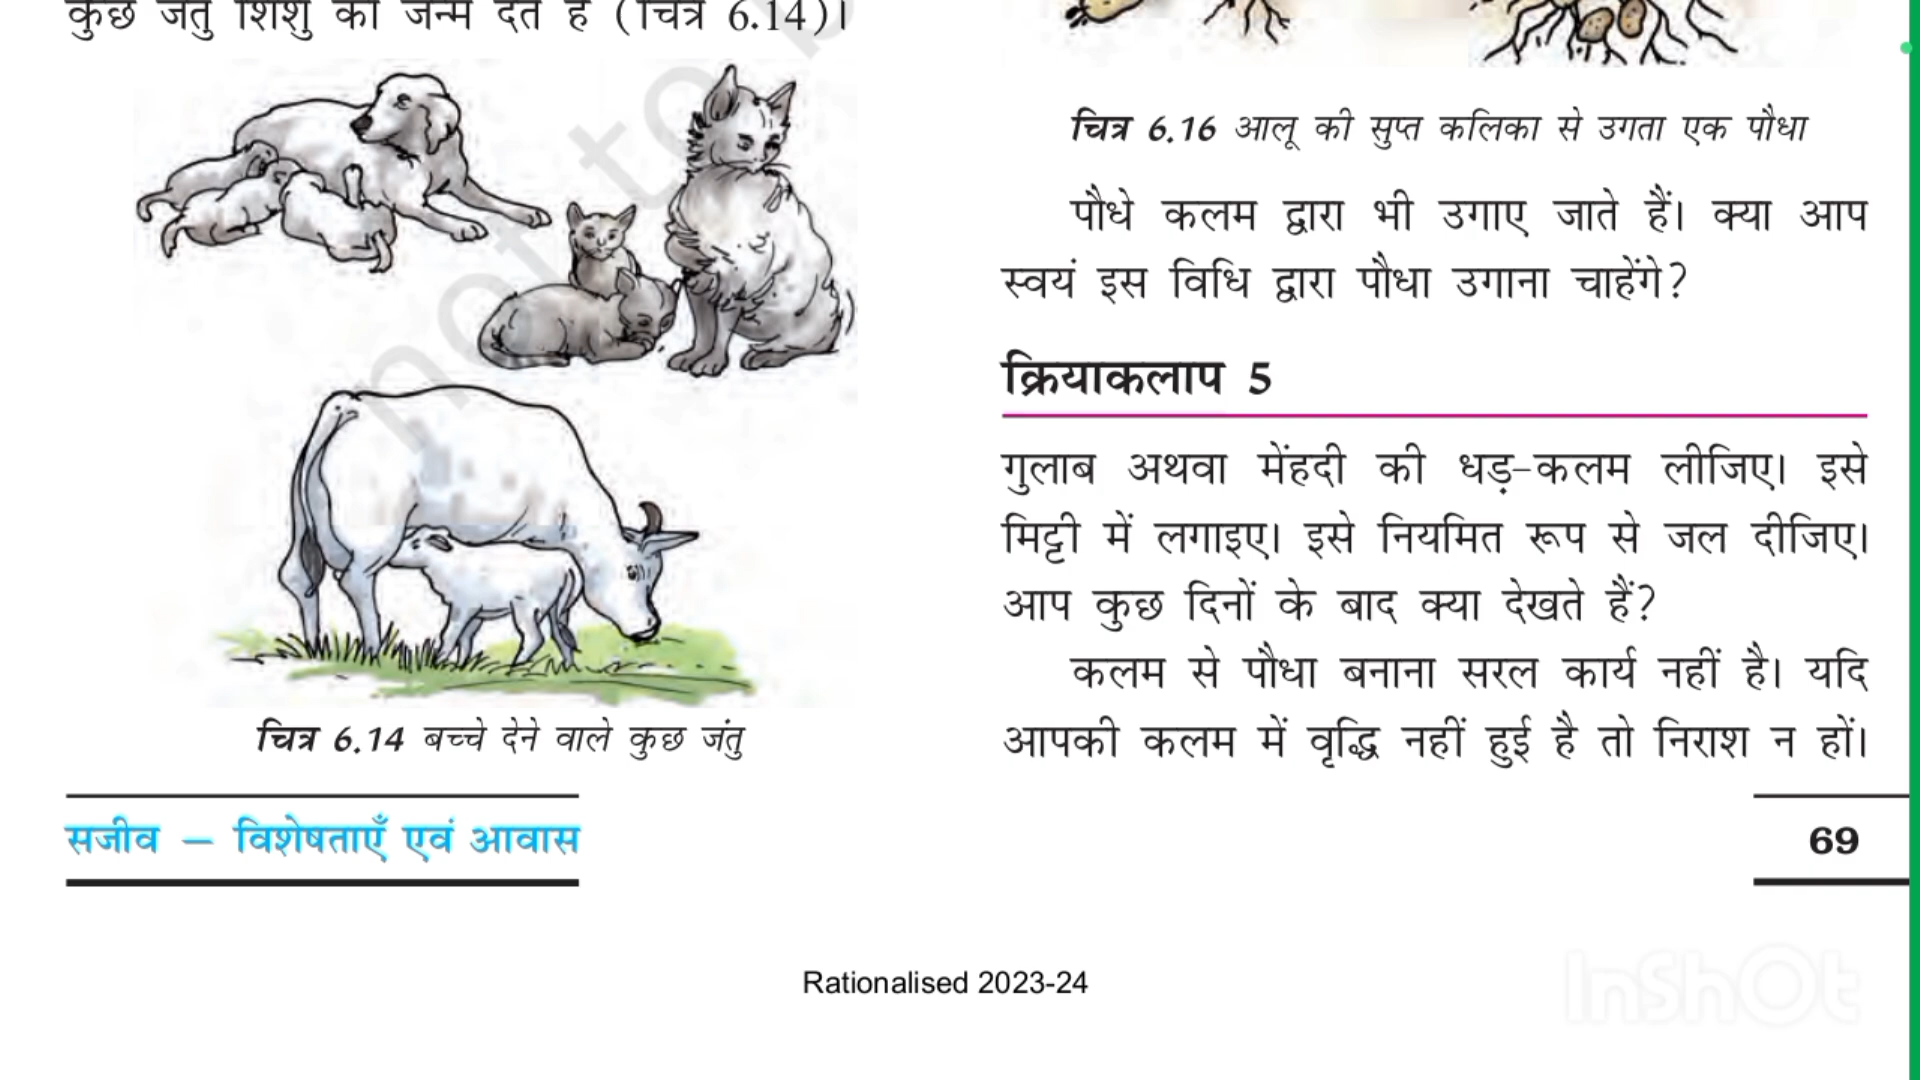 कुछ जंतु शिशु को जन्म देते हैं (चित्र 6.14)।
चित्र 6.14 बच्चे देने वाले कुछ जंतु
चित्र 6.16 आलू की सुप्त कलिका से उगता एक पौधा
पौधे कलम द्वारा भी उगाए जाते हैं। क्या आप
स्वयं इस विधि द्वारा पौधा उगाना चाहेंगे?
क्रियाकलाप 5
गुलाब अथवा मेंहदी की धड़-कलम लीजिए। इसे
मिट्टी में लगाइए। इसे नियमित रूप से जल दीजिए।
आप कुछ दिनों के बाद क्या देखते हैं?
कलम से पौधा बनाना सरल कार्य नहीं है। यदि
आपकी कलम में वृद्धि नहीं हुई है तो निराश न हों।
सजीव – विशेषताएँ एवं आवास
69
Rationalised 2023-24
not to b
InShOt